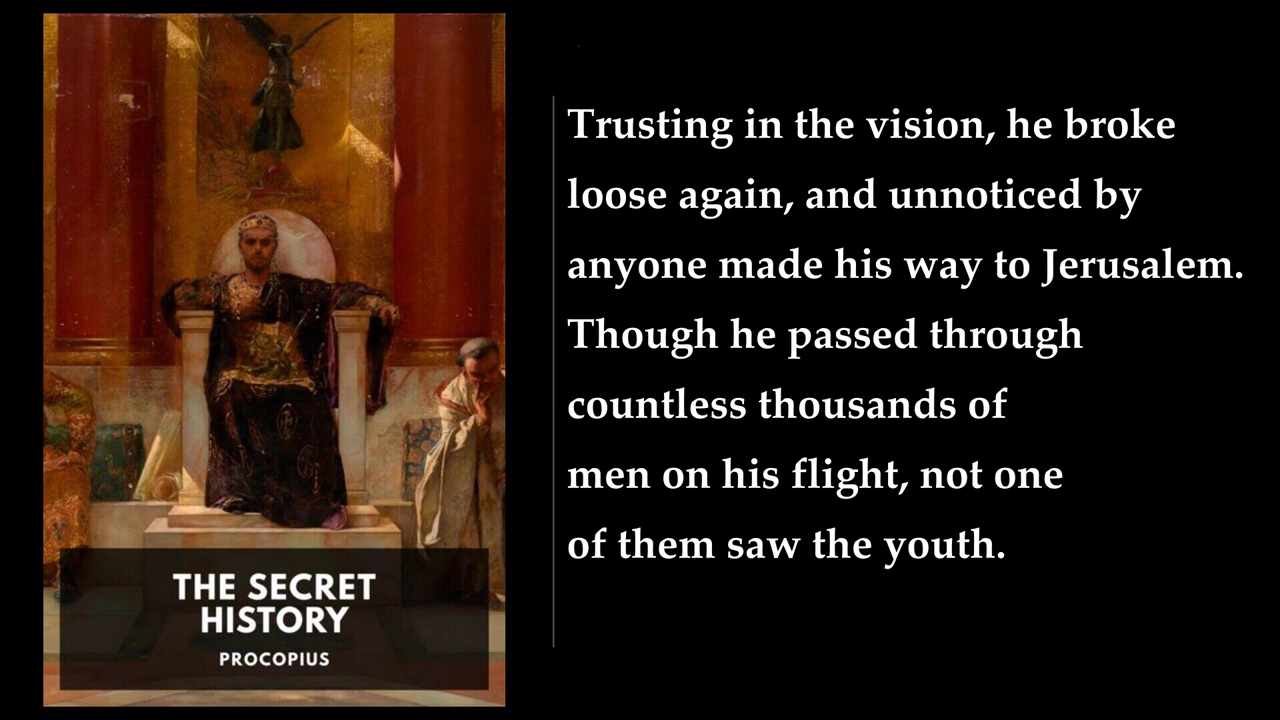 THE SECRET
HISTORY
PROCOPIUS
Trusting in the vision, he broke
loose again, and unnoticed by
anyone made his way to Jerusalem.
Though he passed through
countless thousands of
men on his flight, not one
of them saw the youth.